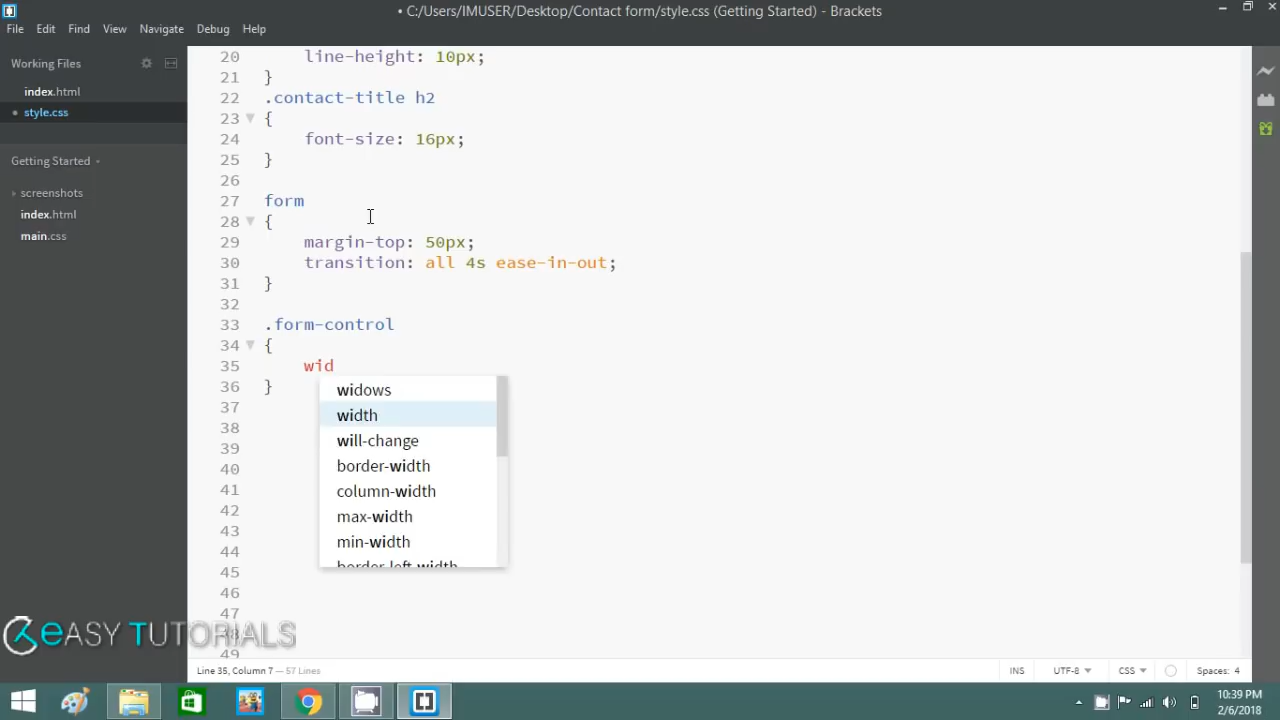 • C:/Users/IMUSER/Desktop/Contact form/style.css (Getting Started) - Brackets
File Edit Find View Navigate Debug Help
Working Files
index.html
• style.css
Getting Started
screenshots
index.html
main.css
20 line-height: 10px;
21 }
22 .contact-title h2
23 {
24 font-size: 16px;
25 }
26
27 form
28 {
29 margin-top: 50px;
30 transition: all 4s ease-in-out;
31 }
32
33 .form-control
34 {
35 wid
36 }
37
38
39
40
41
42
43
44
45
46
47
48
49
widows
width
will-change
border-width
column-width
max-width
min-width
border-left-width
eASY TUTORIALS
Line 35, Column 7 — 57 Lines
INS UTF-8 CSS Spaces: 4
10:39 PM
2/6/2018